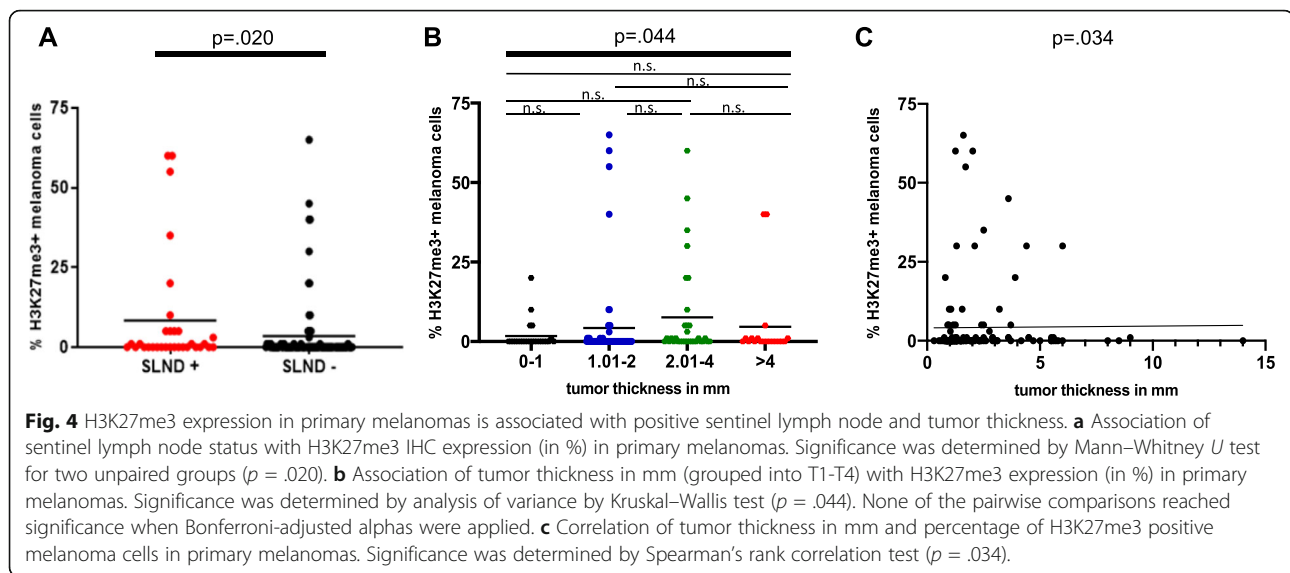 A
p=.020
% H3K27me3+ melanoma cells
75
50
25
0
SLND +
SLND -
B
p=.044
n.s.
n.s.
n.s.
n.s.
n.s.
n.s.
% H3K27me3+ melanoma cells
75
50
25
0
0-1
1.01-2
2.01-4
>4
tumor thickness in mm
C
p=.034
% H3K27me3+ melanoma cells
75
50
25
0
0
5
10
15
tumor thickness in mm
Fig. 4 H3K27me3 expression in primary melanomas is associated with positive sentinel lymph node and tumor thickness. a Association of
sentinel lymph node status with H3K27me3 IHC expression (in %) in primary melanomas. Significance was determined by Mann–Whitney U test
for two unpaired groups (p = .020). b Association of tumor thickness in mm (grouped into T1-T4) with H3K27me3 expression (in %) in primary
melanomas. Significance was determined by analysis of variance by Kruskal–Wallis test (p = .044). None of the pairwise comparisons reached
significance when Bonferroni-adjusted alphas were applied. c Correlation of tumor thickness in mm and percentage of H3K27me3 positive
melanoma cells in primary melanomas. Significance was determined by Spearman's rank correlation test (p = .034).